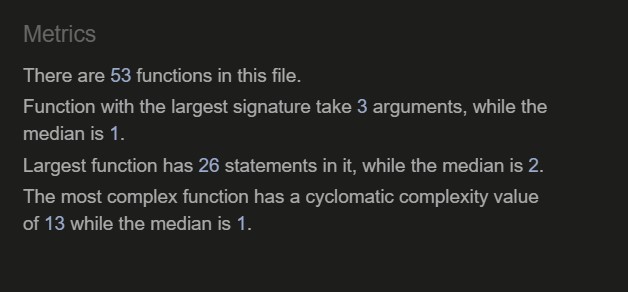 Metrics
There are 53 functions in this file.
Function with the largest signature take 3 arguments, while the
median is 1.
Largest function has 26 statements in it, while the median is 2.
The most complex function has a cyclomatic complexity value
of 13 while the median is 1.